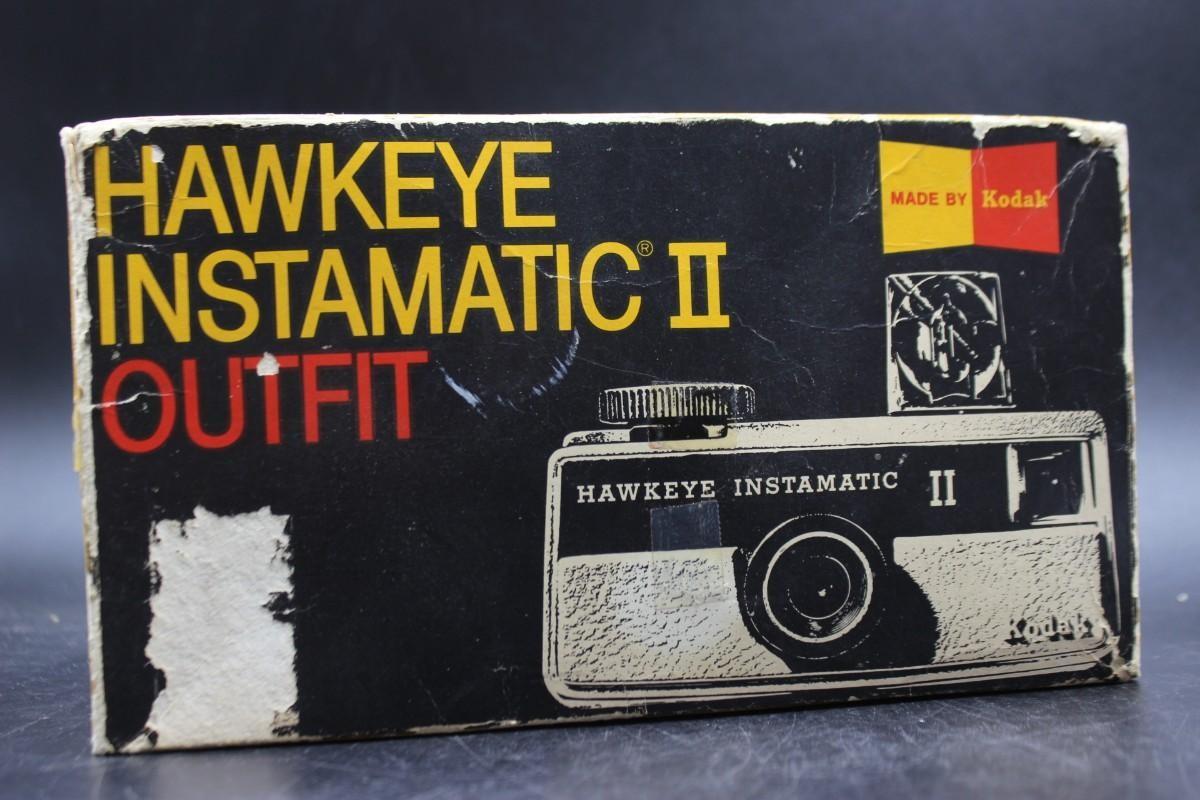 HAWKEYE
INSTAMATIC® II
OUTFIT
MADE BY Kodak
HAWKEYE INSTAMATIC II
Kodak